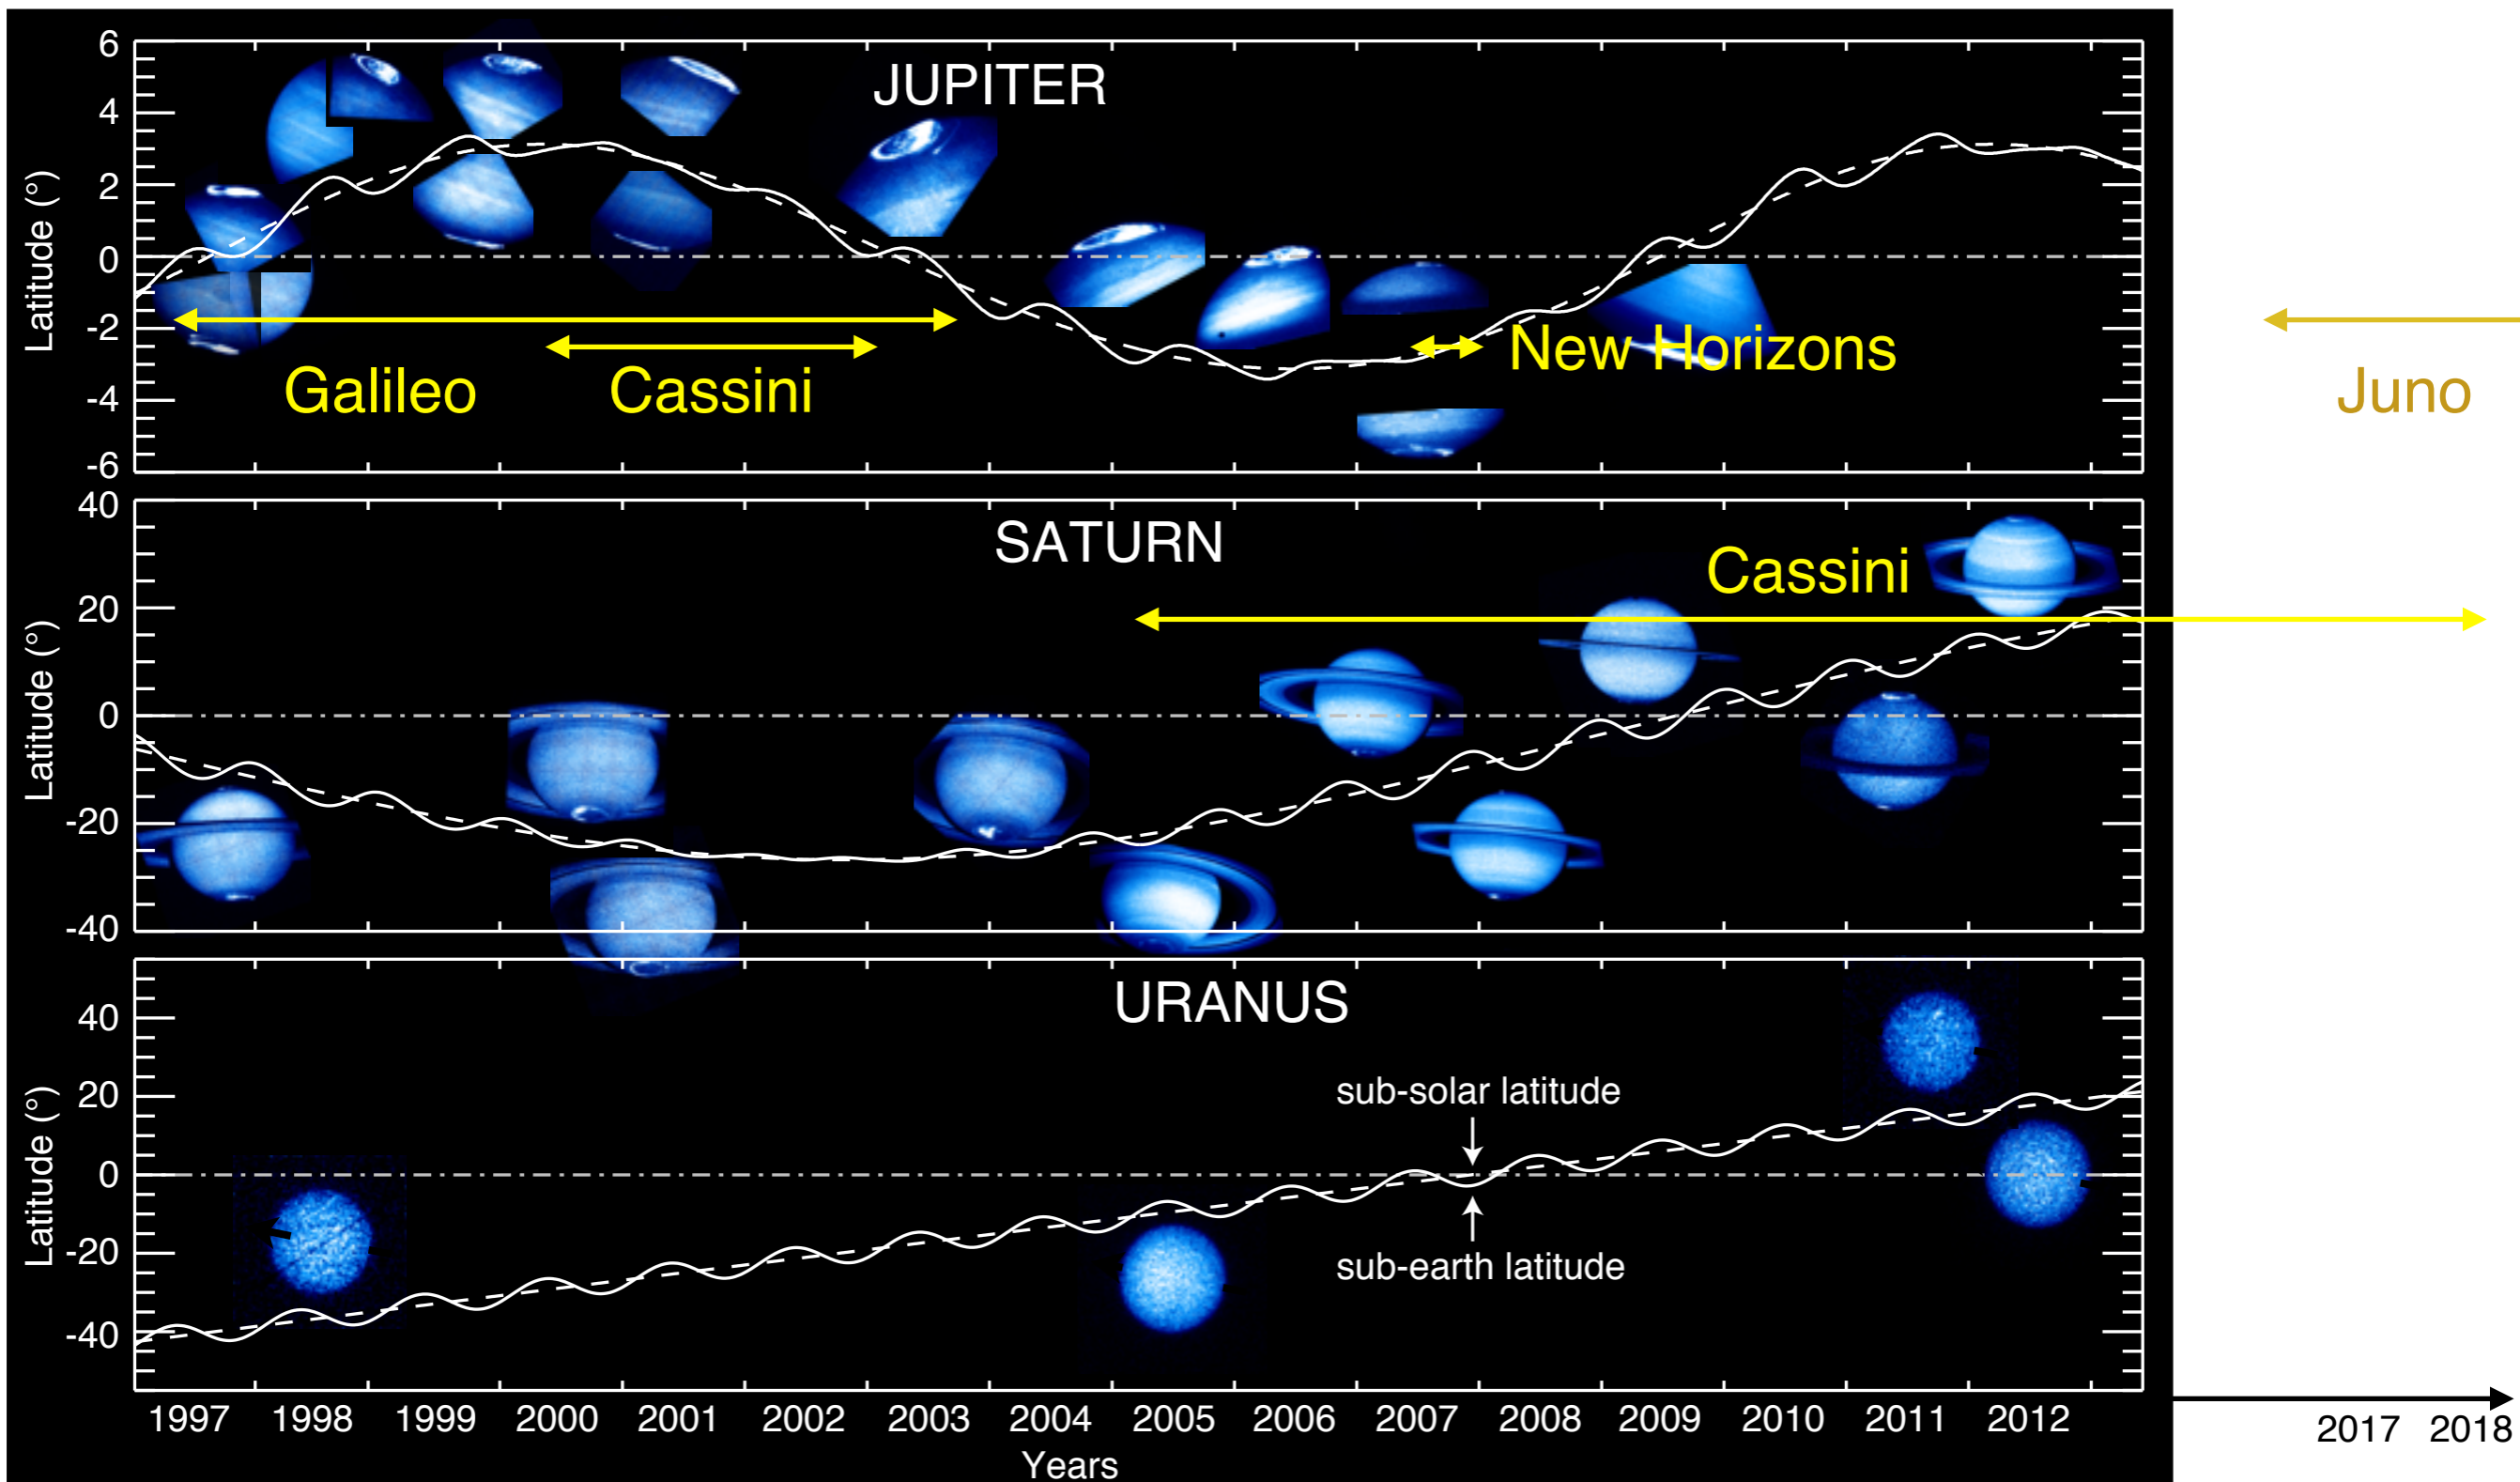 JUPITER
Latitude (°)
6
4
2
0
-2
-4
-6
Galileo
Cassini
New Horizons
Juno
SATURN
Latitude (°)
40
20
0
-20
-40
Cassini
URANUS
Latitude (°)
40
20
0
-20
-40
sub-solar latitude
sub-earth latitude
1997 1998 1999 2000 2001 2002 2003 2004 2005 2006 2007 2008 2009 2010 2011 2012 2017 2018
Years